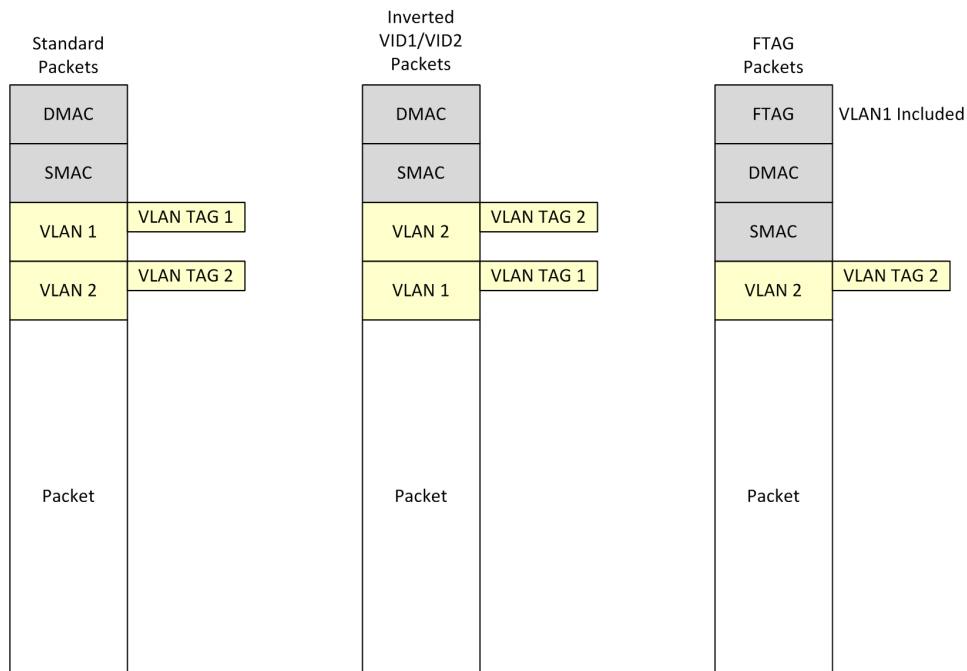 Standard
Packets
DMAC
SMAC
VLAN 1
VLAN TAG 1
VLAN 2
VLAN TAG 2
Packet
Inverted
VID1/VID2
Packets
DMAC
SMAC
VLAN 2
VLAN TAG 2
VLAN 1
VLAN TAG 1
Packet
FTAG
Packets
FTAG
VLAN1 Included
DMAC
SMAC
VLAN 2
VLAN TAG 2
Packet